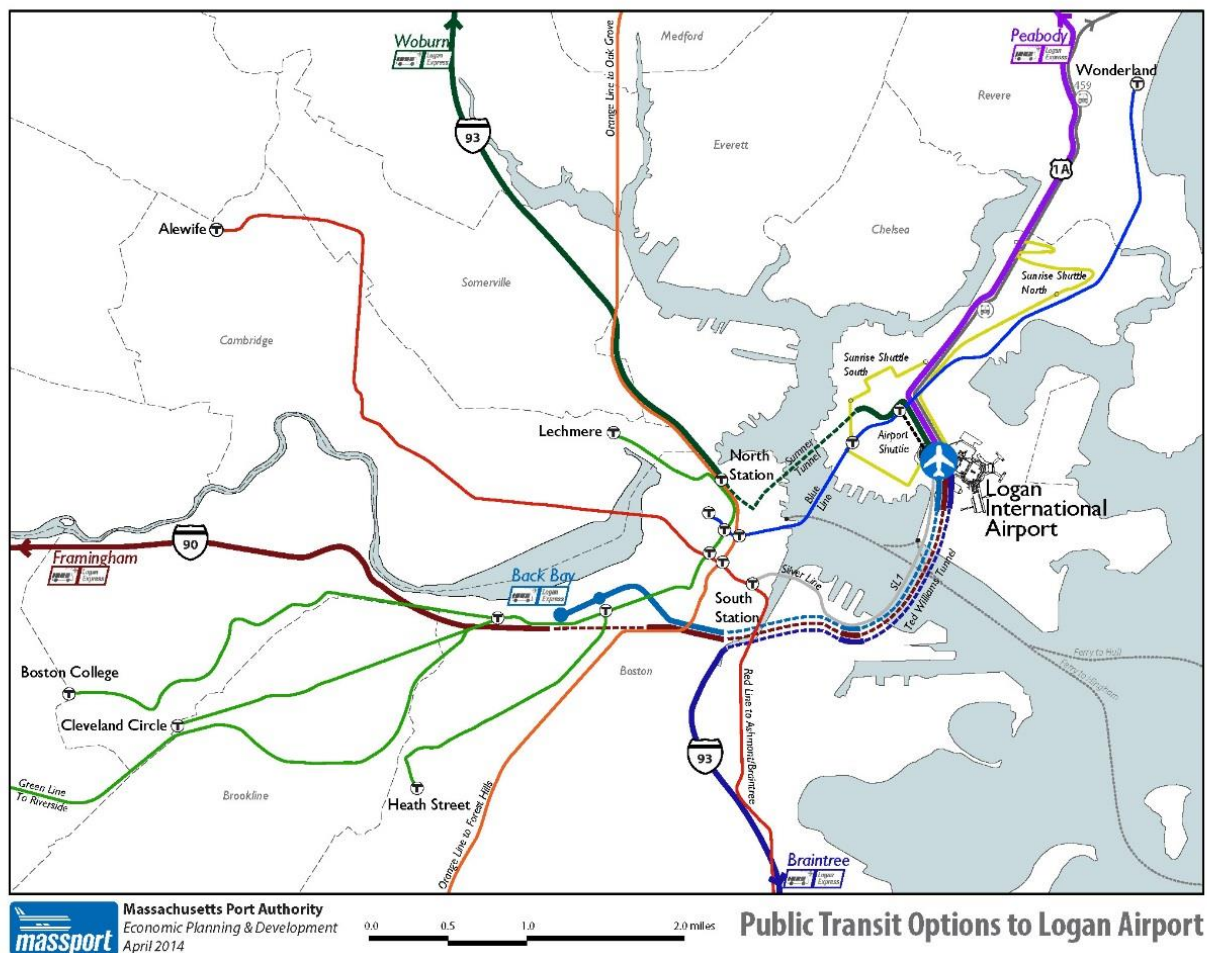 Woburn
Logan
Express
Medford
Peabody
Logan
Express
Wonderland
459
Revere
93
Orange Line to Oak Grove
Everett
1A
Alewife
Chelsea
Somerville
Sunrise Shuttle
North
Cambridge
Sunrise Shuttle
South
Lechmere
Airport
Shuttle
North
Station
Sumner
Tunnel
Blue
Line
Logan
International
Airport
90
Framingham
Logan
Express
Back Bay
Logan
Express
Silver Line
SL1
Ted Williams Tunnel
South
Station
Boston
Ferry to Hull
Ferry to Hingham
Boston College
Cleveland Circle
Red Line to Ashmont/Braintree
93
Green Line
To Riverside
Brookline
Heath Street
Orange Line to Forest Hills
Braintree
Logan
Express
massport
Massachusetts Port Authority
Economic Planning & Development
April 2014
0.0 0.5 1.0 2.0 miles
Public Transit Options to Logan Airport